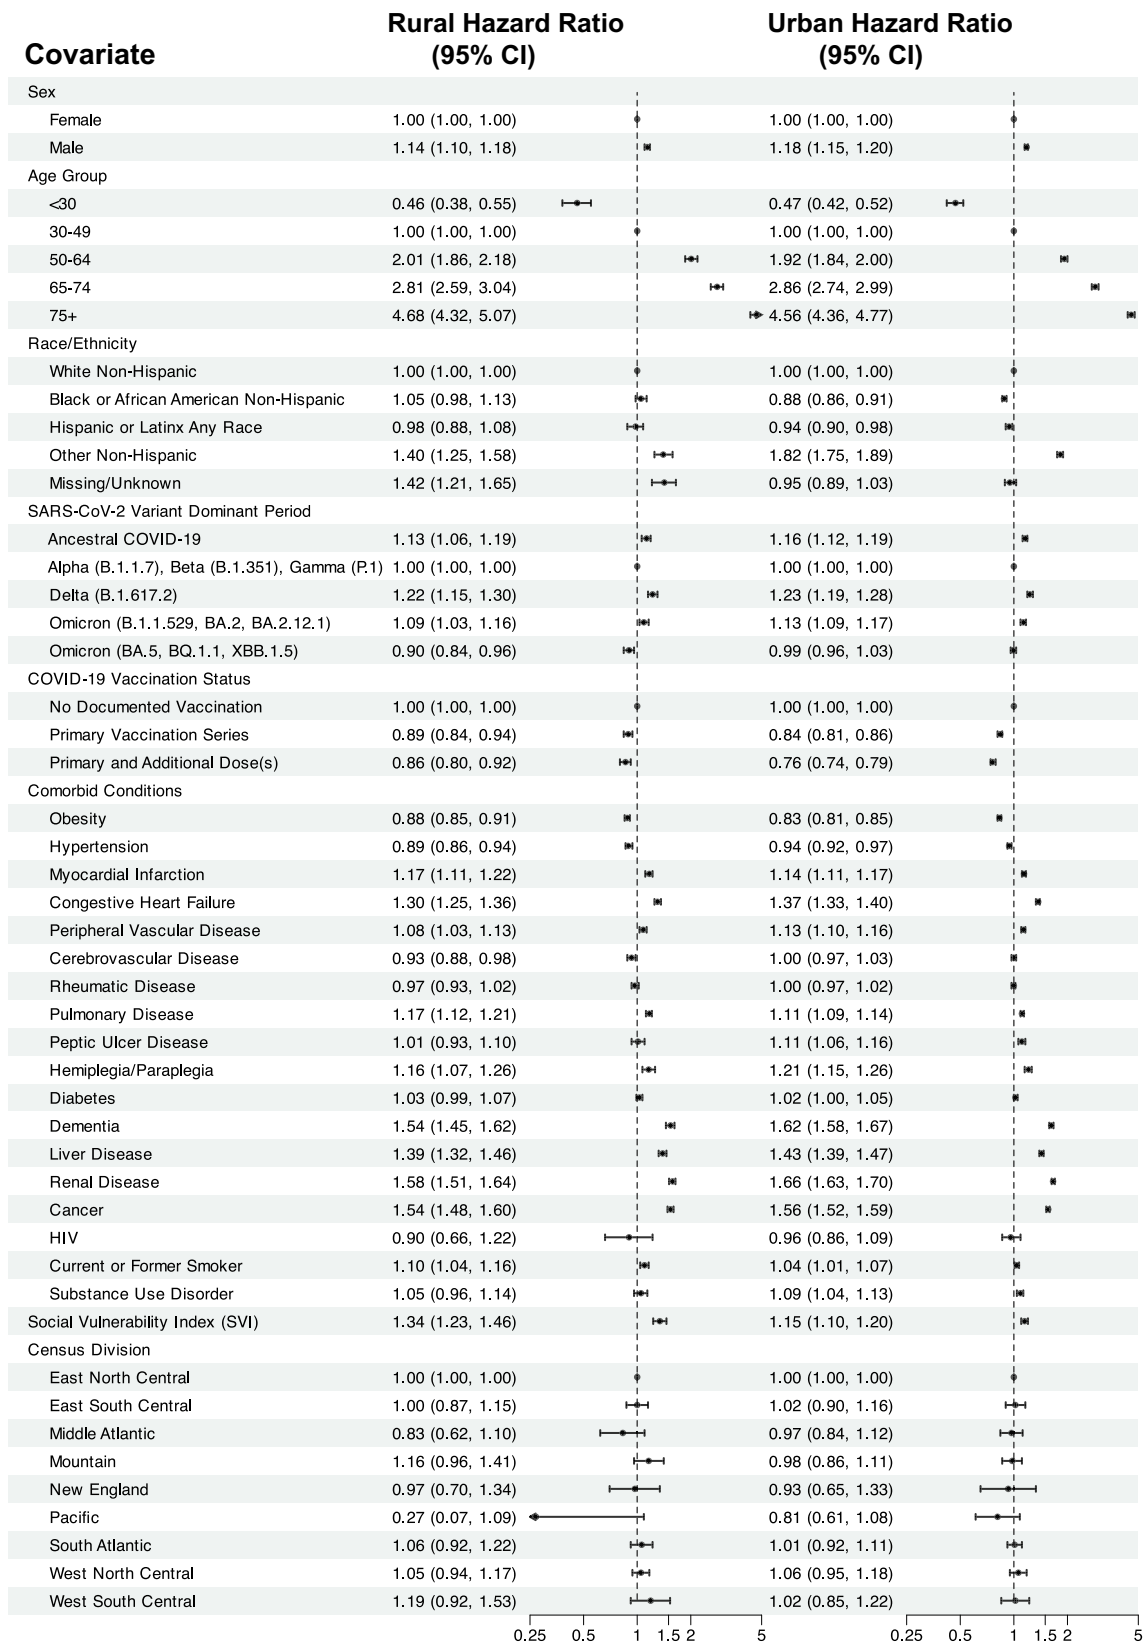 Covariate Rural Hazard Ratio (95% CI) Urban Hazard Ratio (95% CI)
Sex
Female 1.00 (1.00, 1.00) 1.00 (1.00, 1.00)
Male 1.14 (1.10, 1.18) 1.18 (1.15, 1.20)
Age Group
<30 0.46 (0.38, 0.55) 0.47 (0.42, 0.52)
30-49 1.00 (1.00, 1.00) 1.00 (1.00, 1.00)
50-64 2.01 (1.86, 2.18) 1.92 (1.84, 2.00)
65-74 2.81 (2.59, 3.04) 2.86 (2.74, 2.99)
75+ 4.68 (4.32, 5.07) 4.56 (4.36, 4.77)
Race/Ethnicity
White Non-Hispanic 1.00 (1.00, 1.00) 1.00 (1.00, 1.00)
Black or African American Non-Hispanic 1.05 (0.98, 1.13) 0.88 (0.86, 0.91)
Hispanic or Latinx Any Race 0.98 (0.88, 1.08) 0.94 (0.90, 0.98)
Other Non-Hispanic 1.40 (1.25, 1.58) 1.82 (1.75, 1.89)
Missing/Unknown 1.42 (1.21, 1.65) 0.95 (0.89, 1.03)
SARS-CoV-2 Variant Dominant Period
Ancestral COVID-19 1.13 (1.06, 1.19) 1.16 (1.12, 1.19)
Alpha (B.1.1.7), Beta (B.1.351), Gamma (P.1) 1.00 (1.00, 1.00) 1.00 (1.00, 1.00)
Delta (B.1.617.2) 1.22 (1.15, 1.30) 1.23 (1.19, 1.28)
Omicron (B.1.1.529, BA.2, BA.2.12.1) 1.09 (1.03, 1.16) 1.13 (1.09, 1.17)
Omicron (BA.5, BQ.1.1, XBB.1.5) 0.90 (0.84, 0.96) 0.99 (0.96, 1.03)
COVID-19 Vaccination Status
No Documented Vaccination 1.00 (1.00, 1.00) 1.00 (1.00, 1.00)
Primary Vaccination Series 0.89 (0.84, 0.94) 0.84 (0.81, 0.86)
Primary and Additional Dose(s) 0.86 (0.80, 0.92) 0.76 (0.74, 0.79)
Comorbid Conditions
Obesity 0.88 (0.85, 0.91) 0.83 (0.81, 0.85)
Hypertension 0.89 (0.86, 0.94) 0.94 (0.92, 0.97)
Myocardial Infarction 1.17 (1.11, 1.22) 1.14 (1.11, 1.17)
Congestive Heart Failure 1.30 (1.25, 1.36) 1.37 (1.33, 1.40)
Peripheral Vascular Disease 1.08 (1.03, 1.13) 1.13 (1.10, 1.16)
Cerebrovascular Disease 0.93 (0.88, 0.98) 1.00 (0.97, 1.03)
Rheumatic Disease 0.97 (0.93, 1.02) 1.00 (0.97, 1.02)
Pulmonary Disease 1.17 (1.12, 1.21) 1.11 (1.09, 1.14)
Peptic Ulcer Disease 1.01 (0.93, 1.10) 1.11 (1.06, 1.16)
Hemiplegia/Paraplegia 1.16 (1.07, 1.26) 1.21 (1.15, 1.26)
Diabetes 1.03 (0.99, 1.07) 1.02 (1.00, 1.05)
Dementia 1.54 (1.45, 1.62) 1.62 (1.58, 1.67)
Liver Disease 1.39 (1.32, 1.46) 1.43 (1.39, 1.47)
Renal Disease 1.58 (1.51, 1.64) 1.66 (1.63, 1.70)
Cancer 1.54 (1.48, 1.60) 1.56 (1.52, 1.59)
HIV 0.90 (0.66, 1.22) 0.96 (0.86, 1.09)
Current or Former Smoker 1.10 (1.04, 1.16) 1.04 (1.01, 1.07)
Substance Use Disorder 1.05 (0.96, 1.14) 1.09 (1.04, 1.13)
Social Vulnerability Index (SVI) 1.34 (1.23, 1.46) 1.15 (1.10, 1.20)
Census Division
East North Central 1.00 (1.00, 1.00) 1.00 (1.00, 1.00)
East South Central 1.00 (0.87, 1.15) 1.02 (0.90, 1.16)
Middle Atlantic 0.83 (0.62, 1.10) 0.97 (0.84, 1.12)
Mountain 1.16 (0.96, 1.41) 0.98 (0.86, 1.11)
New England 0.97 (0.70, 1.34) 0.93 (0.65, 1.33)
Pacific 0.27 (0.07, 1.09) 0.81 (0.61, 1.08)
South Atlantic 1.06 (0.92, 1.22) 1.01 (0.92, 1.11)
West North Central 1.05 (0.94, 1.17) 1.06 (0.95, 1.18)
West South Central 1.19 (0.92, 1.53) 1.02 (0.85, 1.22)
0.25 0.5 1 1.5 2 5 0.25 0.5 1 1.5 2 5